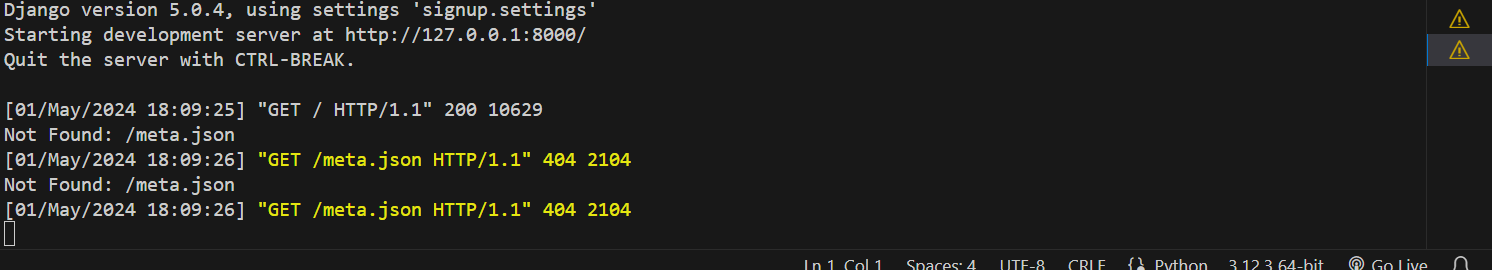 Django version 5.0.4, using settings 'signup.settings'
Starting development server at http://127.0.0.1:8000/
Quit the server with CTRL-BREAK.
[01/May/2024 18:09:25] "GET / HTTP/1.1" 200 10629
Not Found: /meta.json
[01/May/2024 18:09:26] "GET /meta.json HTTP/1.1" 404 2104
Not Found: /meta.json
[01/May/2024 18:09:26] "GET /meta.json HTTP/1.1" 404 2104
Ln 1, Col 1 Spaces: 4 UTF-8 CRLF {} Python 3.12.3 64-bit Go Live